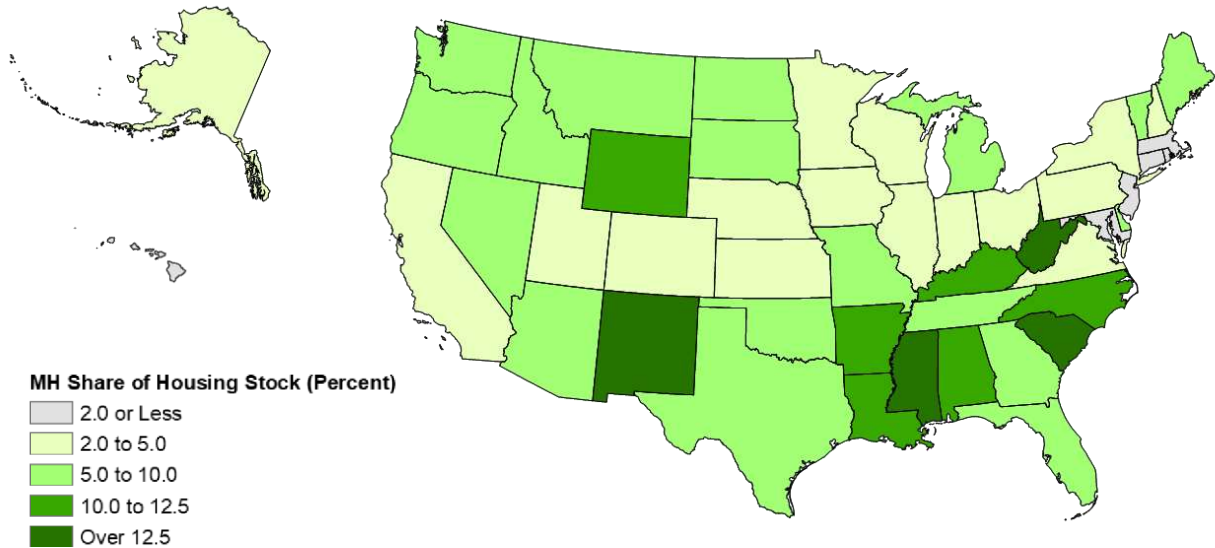 MH Share of Housing Stock (Percent)
2.0 or Less
2.0 to 5.0
5.0 to 10.0
10.0 to 12.5
Over 12.5